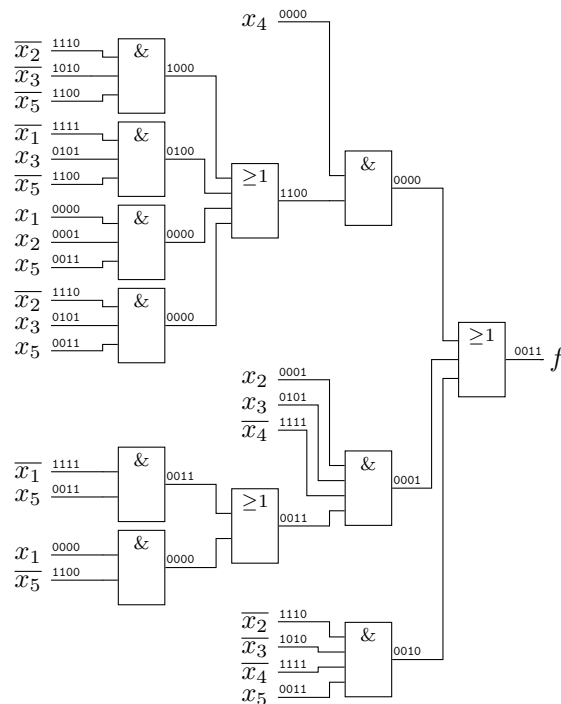 x₄ 0000
x̅₂ 1110
x̅₃ 1010
x̅₅ 1100
& 1000
x̅₁ 1111
x₃ 0101
x̅₅ 1100
& 0100
x₁ 0000
x₂ 0001
x₅ 0011
& 0000
x̅₂ 1110
x₃ 0101
x₅ 0011
& 0000
≥1 1100
& 0000
≥1 0011 f
x₂ 0001
x₃ 0101
x̅₄ 1111
& 0001
x̅₁ 1111
x₅ 0011
& 0011
x₁ 0000
x̅₅ 1100
& 0000
≥1 0011
x̅₂ 1110
x̅₃ 1010
x̅₄ 1111
x₅ 0011
& 0010